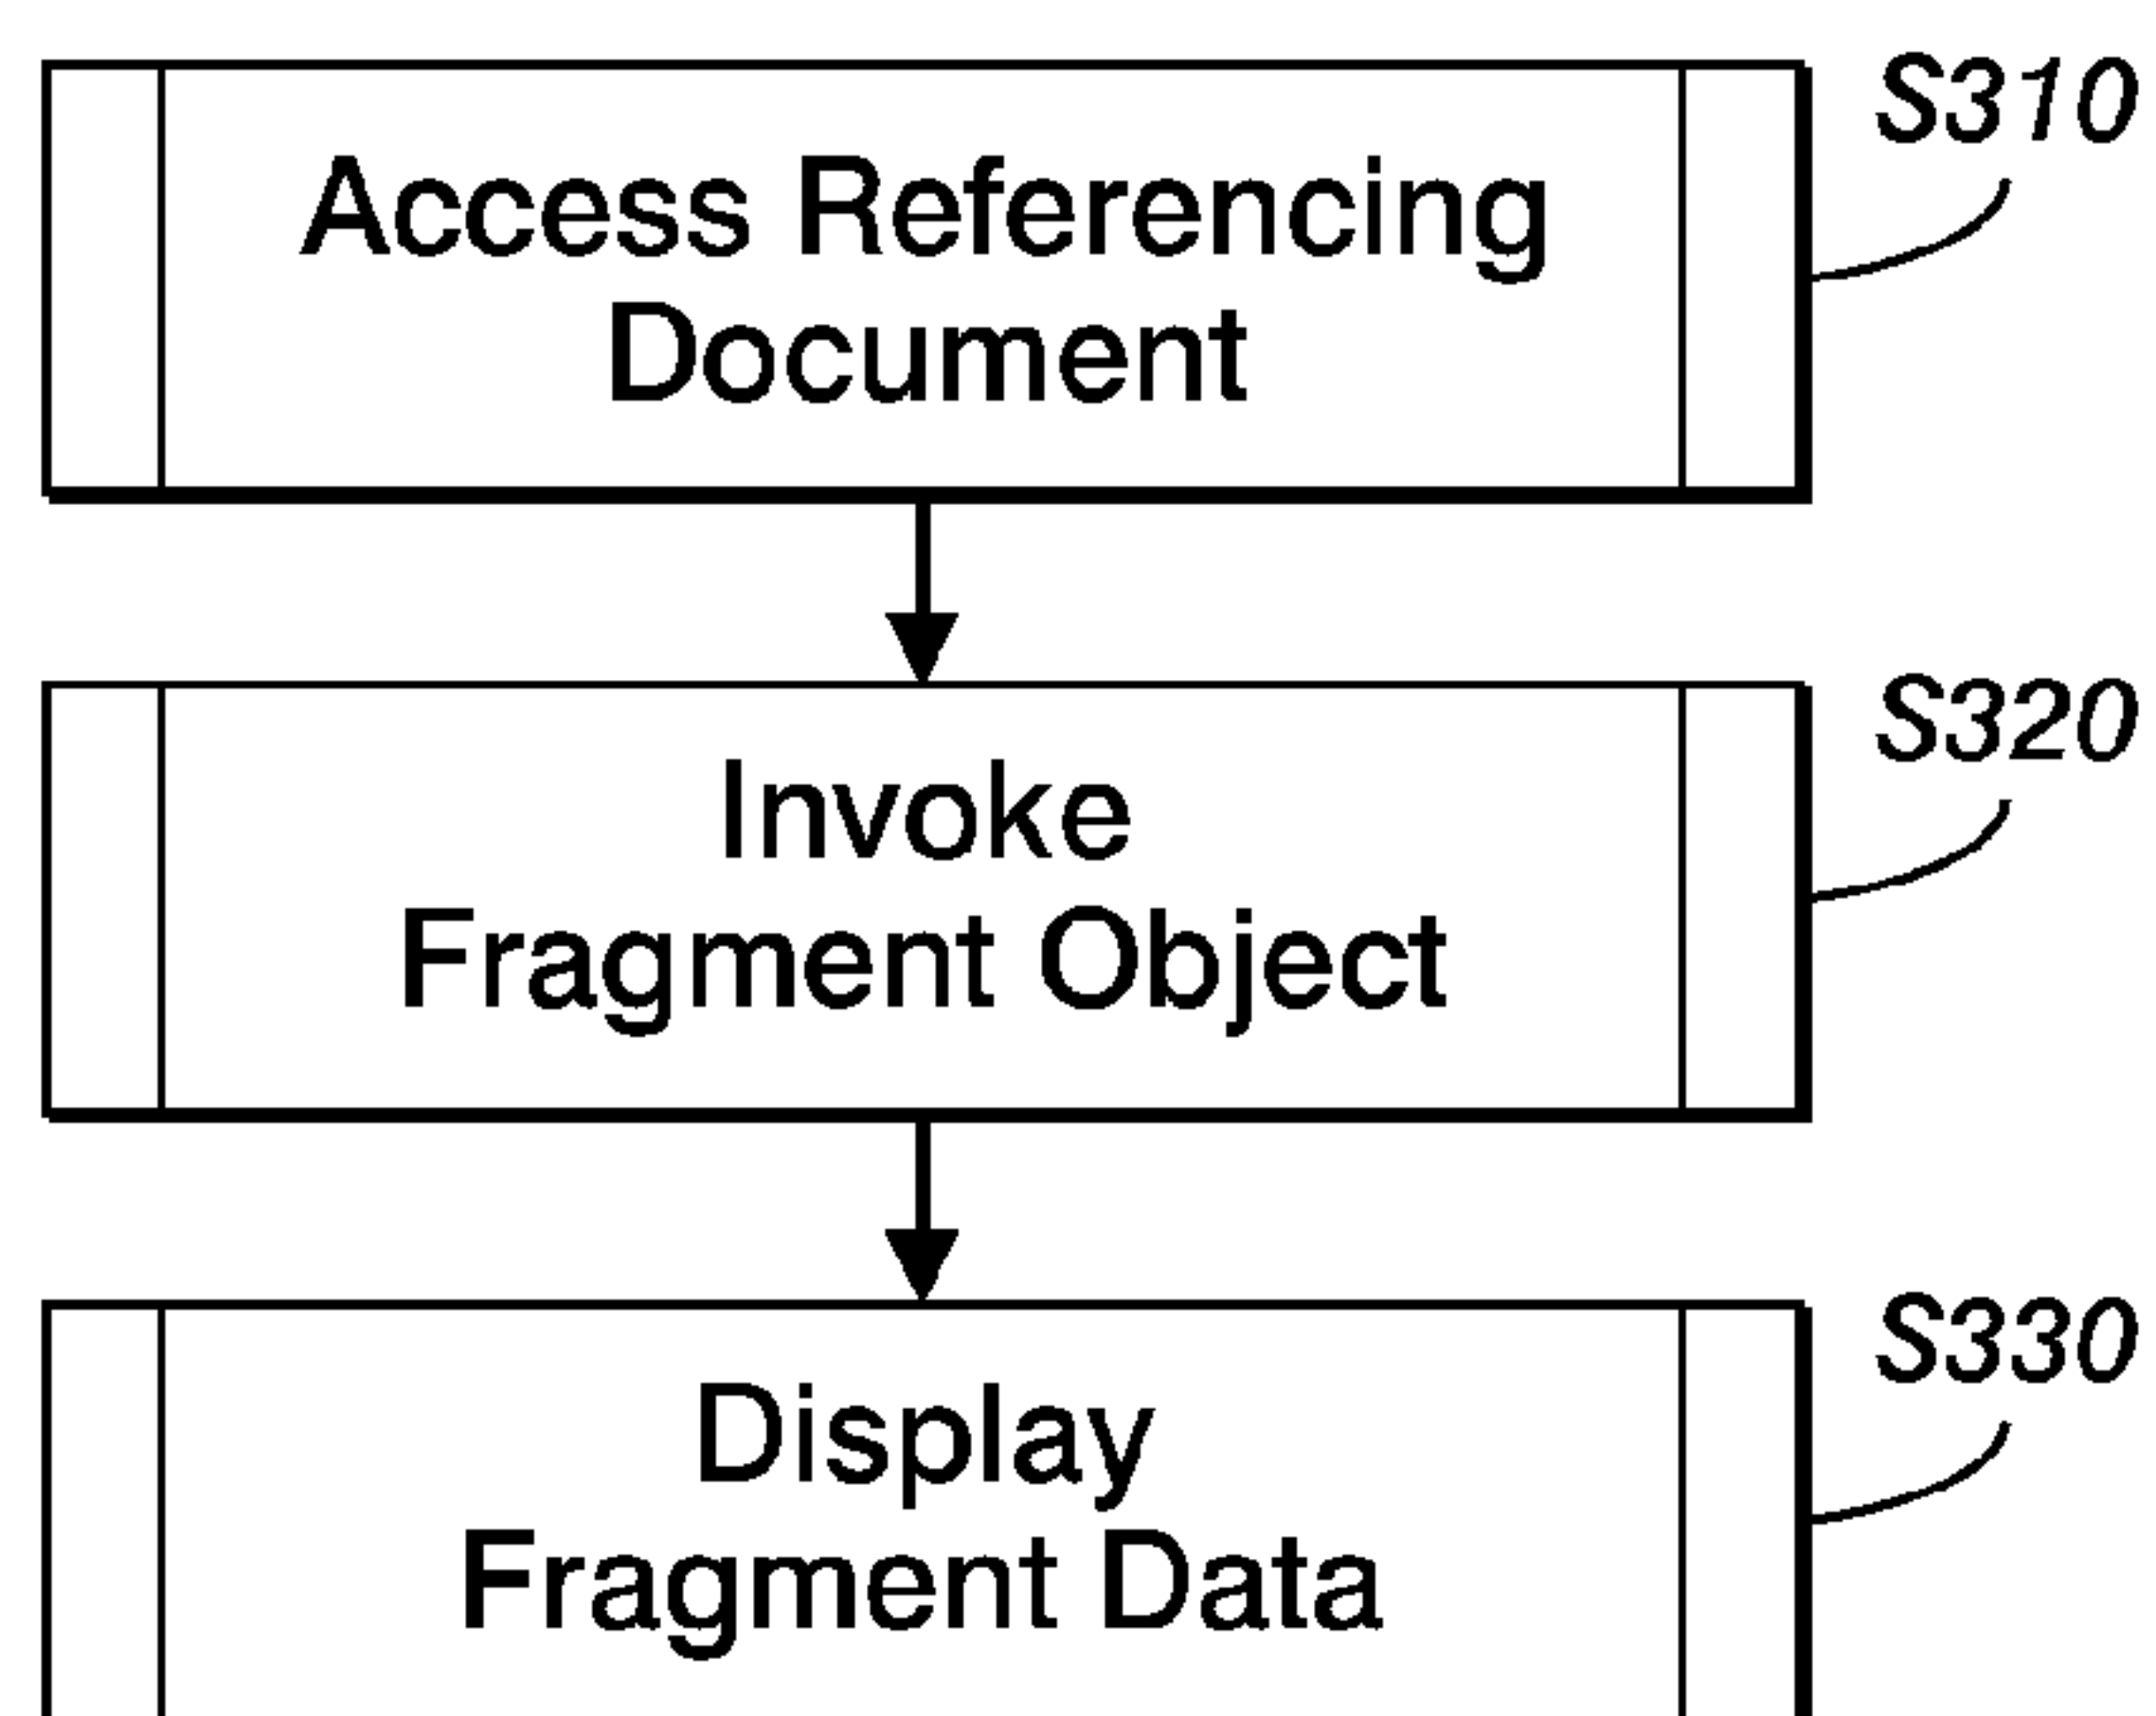 S310
Access Referencing
Document
S320
Invoke
Fragment Object
S330
Display
Fragment Data